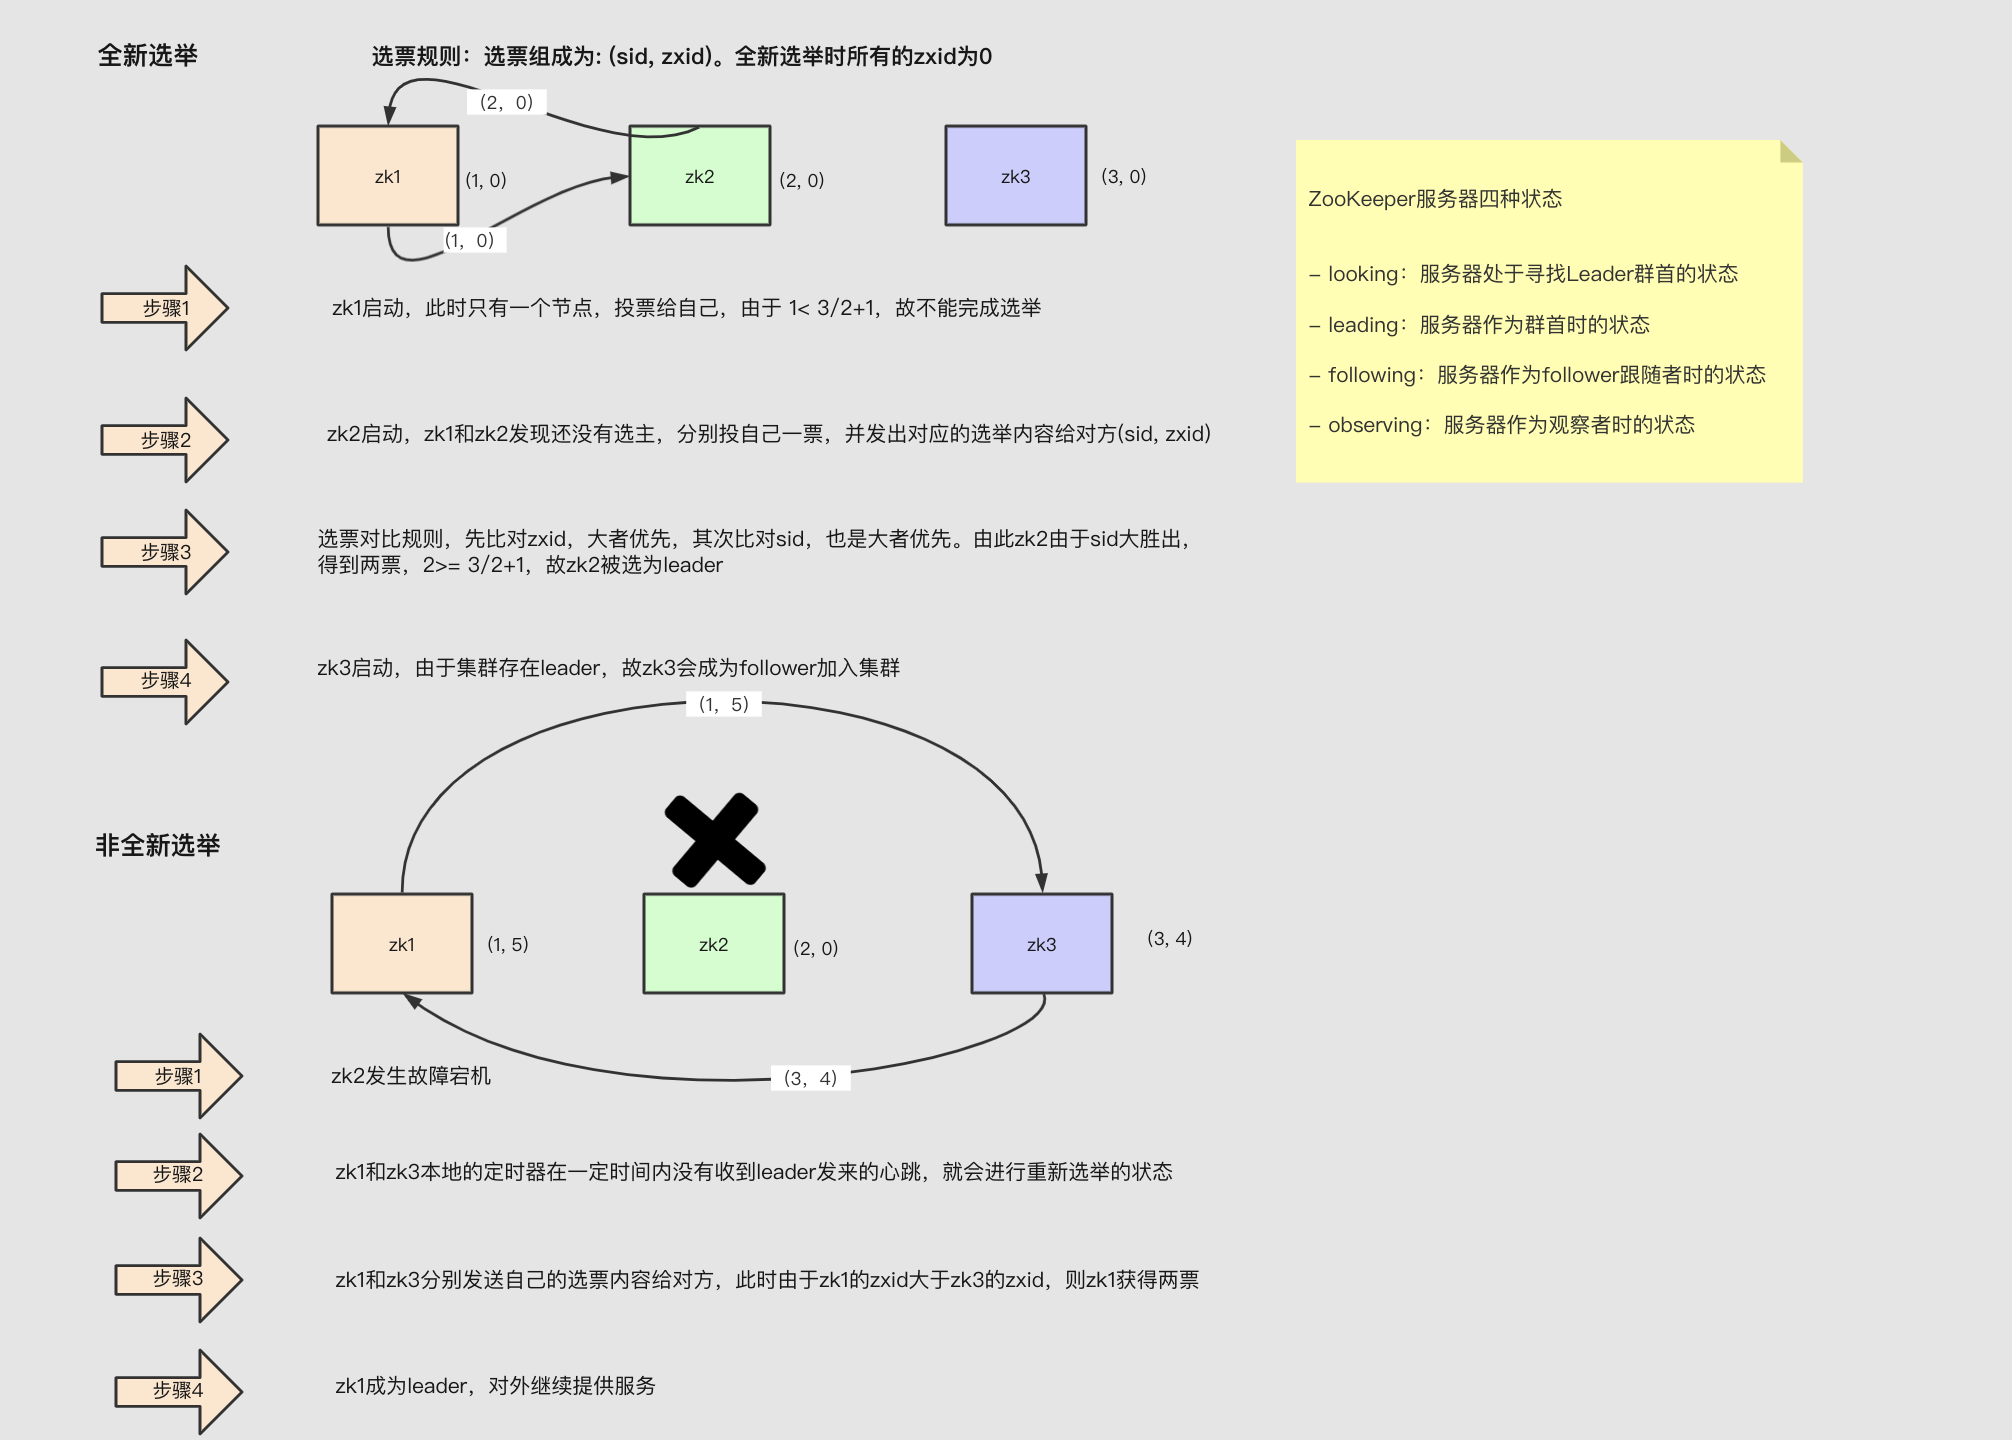 全新选举
选票规则：选票组成为: (sid, zxid)。全新选举时所有的zxid为0
(2,  0)
zk1
(1, 0)
zk2
(2, 0)
zk3
(3, 0)
(1,  0)
步骤1
zk1启动，此时只有一个节点，投票给自己，由于 1< 3/2+1，故不能完成选举
步骤2
zk2启动，zk1和zk2发现还没有选主，分别投自己一票，并发出对应的选举内容给对方(sid, zxid)
步骤3
选票对比规则，先比对zxid，大者优先，其次比对sid，也是大者优先。由此zk2由于sid大胜出，
得到两票，2>= 3/2+1，故zk2被选为leader
步骤4
zk3启动，由于集群存在leader，故zk3会成为follower加入集群
ZooKeeper服务器四种状态
– looking：服务器处于寻找Leader群首的状态
– leading：服务器作为群首时的状态
– following：服务器作为follower跟随者时的状态
– observing：服务器作为观察者时的状态
(1,  5)
非全新选举
zk1
(1, 5)
zk2
(2, 0)
zk3
(3, 4)
(3,  4)
步骤1
zk2发生故障宕机
步骤2
zk1和zk3本地的定时器在一定时间内没有收到leader发来的心跳，就会进行重新选举的状态
步骤3
zk1和zk3分别发送自己的选票内容给对方，此时由于zk1的zxid大于zk3的zxid，则zk1获得两票
步骤4
zk1成为leader，对外继续提供服务